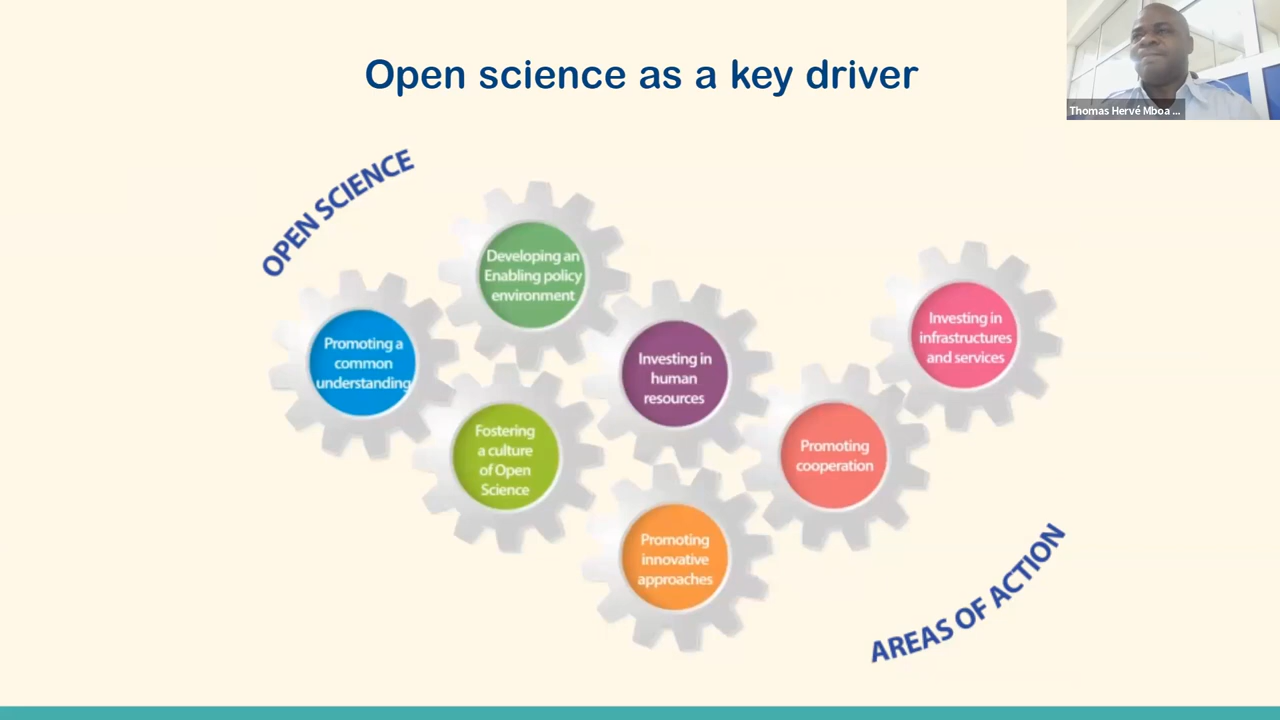 Open science as a key driver
Thomas Hervé Mboa ...
OPEN SCIENCE
Developing an
Enabling policy
environment
Promoting a
common
understanding
Investing in
human
resources
Investing in
infrastructures
and services
Fostering
a culture
of Open
Science
Promoting
cooperation
Promoting
innovative
approaches
AREAS OF ACTION